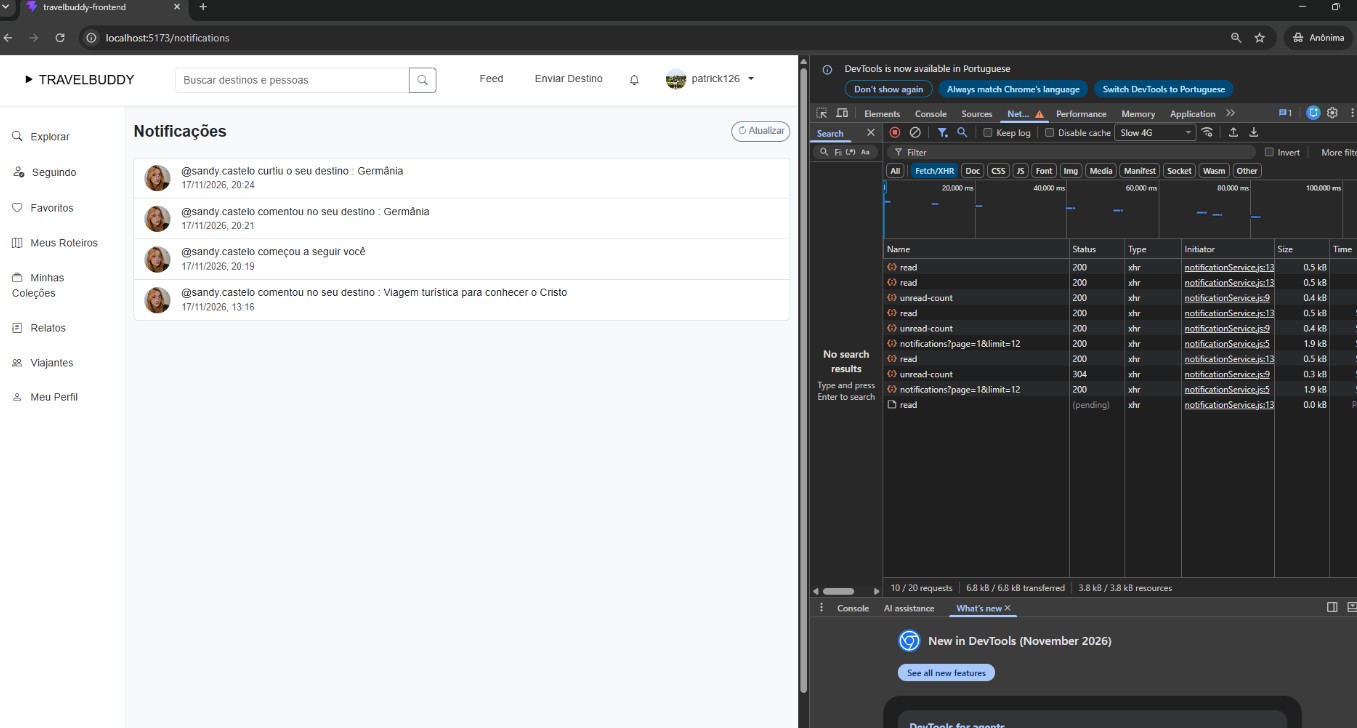 travelbuddy-frontend
localhost:5173/notifications
Anônima
TRAVELBUDDY
Buscar destinos e pessoas
Feed
Enviar Destino
patrick126
Explorar
Seguindo
Favoritos
Meus Roteiros
Minhas
Coleções
Relatos
Viajantes
Meu Perfil
Notificações
Atualizar
@sandy.castelo curtiu o seu destino : Germânia
17/11/2026, 20:24
@sandy.castelo comentou no seu destino : Germânia
17/11/2026, 20:21
@sandy.castelo começou a seguir você
17/11/2026, 20:19
@sandy.castelo comentou no seu destino : Viagem turística para conhecer o Cristo
17/11/2026, 13:16
DevTools is now available in Portuguese
Don't show again Always match Chrome's language Switch DevTools to Portuguese
Elements Console Sources Net... Performance Memory Application 1
Search
Keep log Disable cache Slow 4G
Fi (.*) Aa
Filter Invert More filte
All Fetch/XHR Doc CSS JS Font Img Media Manifest Socket Wasm Other
20,000 ms 40,000 ms 60,000 ms 80,000 ms 100,000 ms
Name Status Type Initiator Size Time
read 200 xhr notificationService.js:13 0.5 kB
read 200 xhr notificationService.js:13 0.5 kB
unread-count 200 xhr notificationService.js:9 0.4 kB
read 200 xhr notificationService.js:13 0.5 kB
unread-count 200 xhr notificationService.js:9 0.4 kB
notifications?page=1&limit=12 200 xhr notificationService.js:5 1.9 kB
read 200 xhr notificationService.js:13 0.5 kB
unread-count 304 xhr notificationService.js:9 0.3 kB
notifications?page=1&limit=12 200 xhr notificationService.js:5 1.9 kB
read (pending) xhr notificationService.js:13 0.0 kB P
No search
results
Type and press
Enter to search
10 / 20 requests 6.8 kB / 6.8 kB transferred 3.8 kB / 3.8 kB resources
Console AI assistance What's new
New in DevTools (November 2026)
See all new features
DevTools for agents